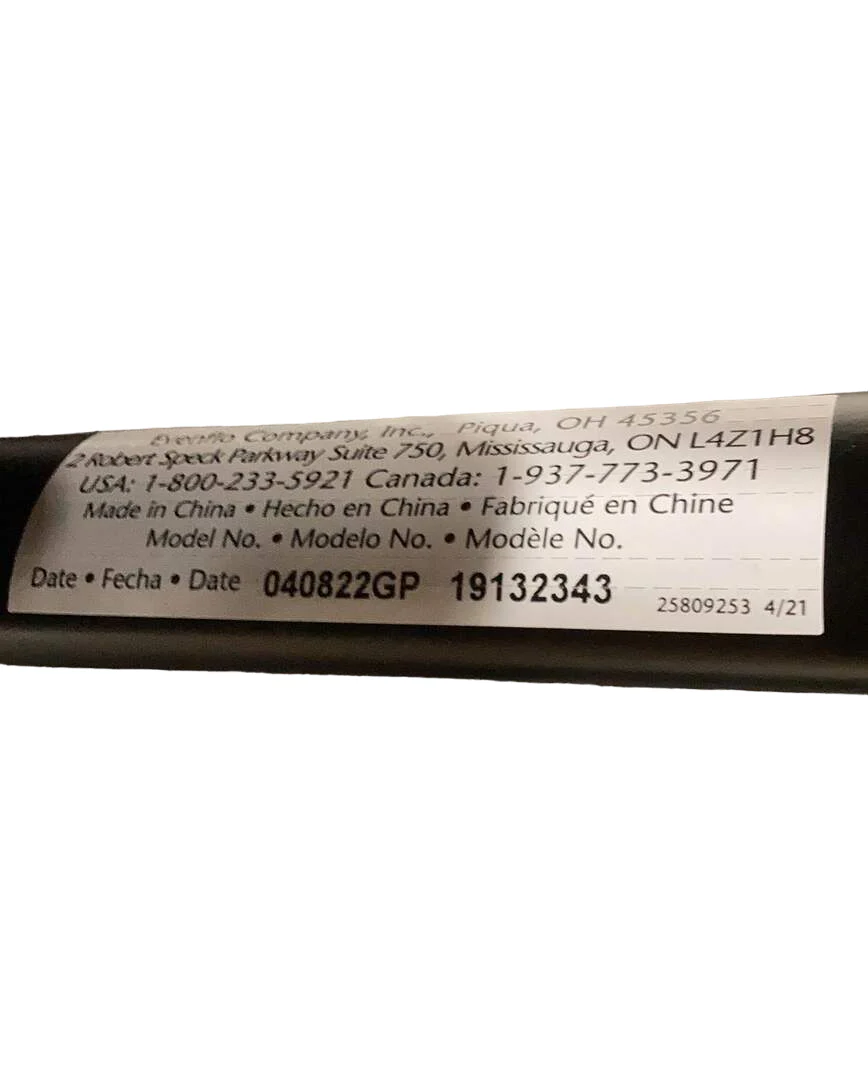 Evenflo Company, Inc., Piqua, OH 45356
2 Robert Speck Parkway Suite 750, Mississauga, ON L4Z1H8
USA: 1-800-233-5921 Canada: 1-937-773-3971
Made in China • Hecho en China • Fabriqué en Chine
Model No. • Modelo No. • Modèle No.
Date • Fecha • Date 040822GP 19132343
25809253 4/21